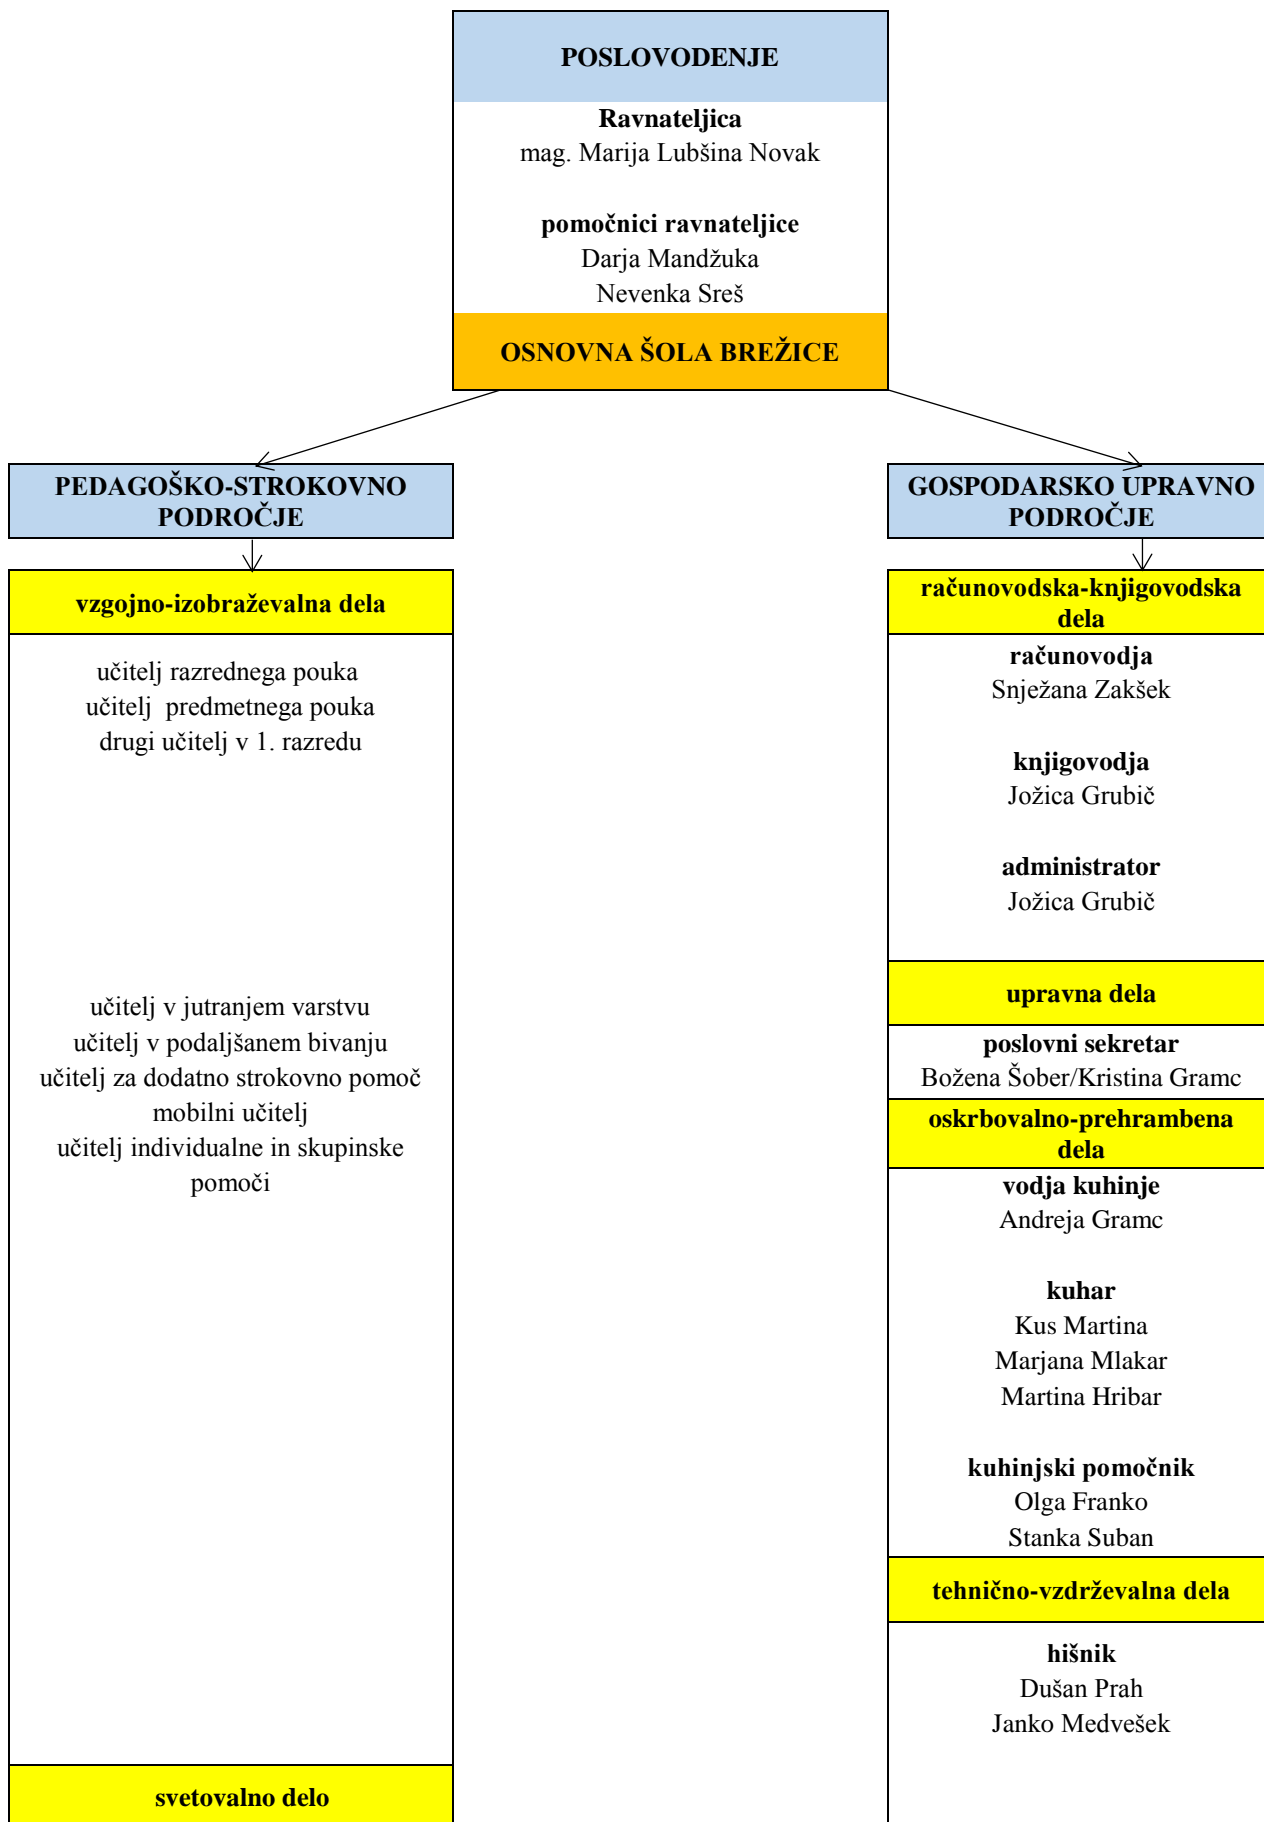 POSLOVODENJE
Ravnateljica
mag. Marija Lubšina Novak
pomočnici ravnateljice
Darja Mandžuka
Nevenka Sreš
OSNOVNA ŠOLA BREŽICE
PEDAGOŠKO-STROKOVNO
PODROČJE
vzgojno-izobraževalna dela
učitelj razrednega pouka
učitelj predmetnega pouka
drugi učitelj v 1. razredu
učitelj v jutranjem varstvu
učitelj v podaljšanem bivanju
učitelj za dodatno strokovno pomoč
mobilni učitelj
učitelj individualne in skupinske
pomoči
svetovalno delo
GOSPODARSKO UPRAVNO
PODROČJE
računovodska-knjigovodska
dela
računovodja
Snježana Zakšek
knjigovodja
Jožica Grubič
administrator
Jožica Grubič
upravna dela
poslovni sekretar
Božena Šober/Kristina Gramc
oskrbovalno-prehrambena
dela
vodja kuhinje
Andreja Gramc
kuhar
Kus Martina
Marjana Mlakar
Martina Hribar
kuhinjski pomočnik
Olga Franko
Stanka Suban
tehnično-vzdrževalna dela
hišnik
Dušan Prah
Janko Medvešek